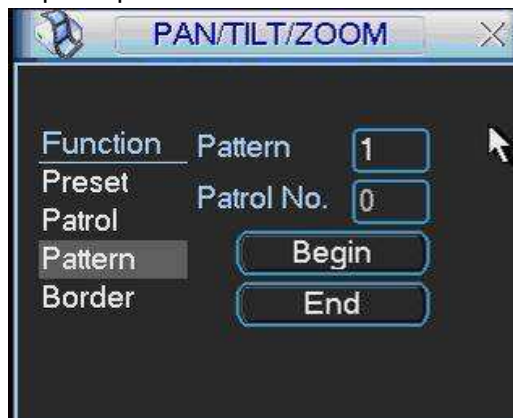 PAN/TILT/ZOOM
Function
Preset
Patrol
Pattern
Border
Pattern 1
Patrol No. 0
Begin
End